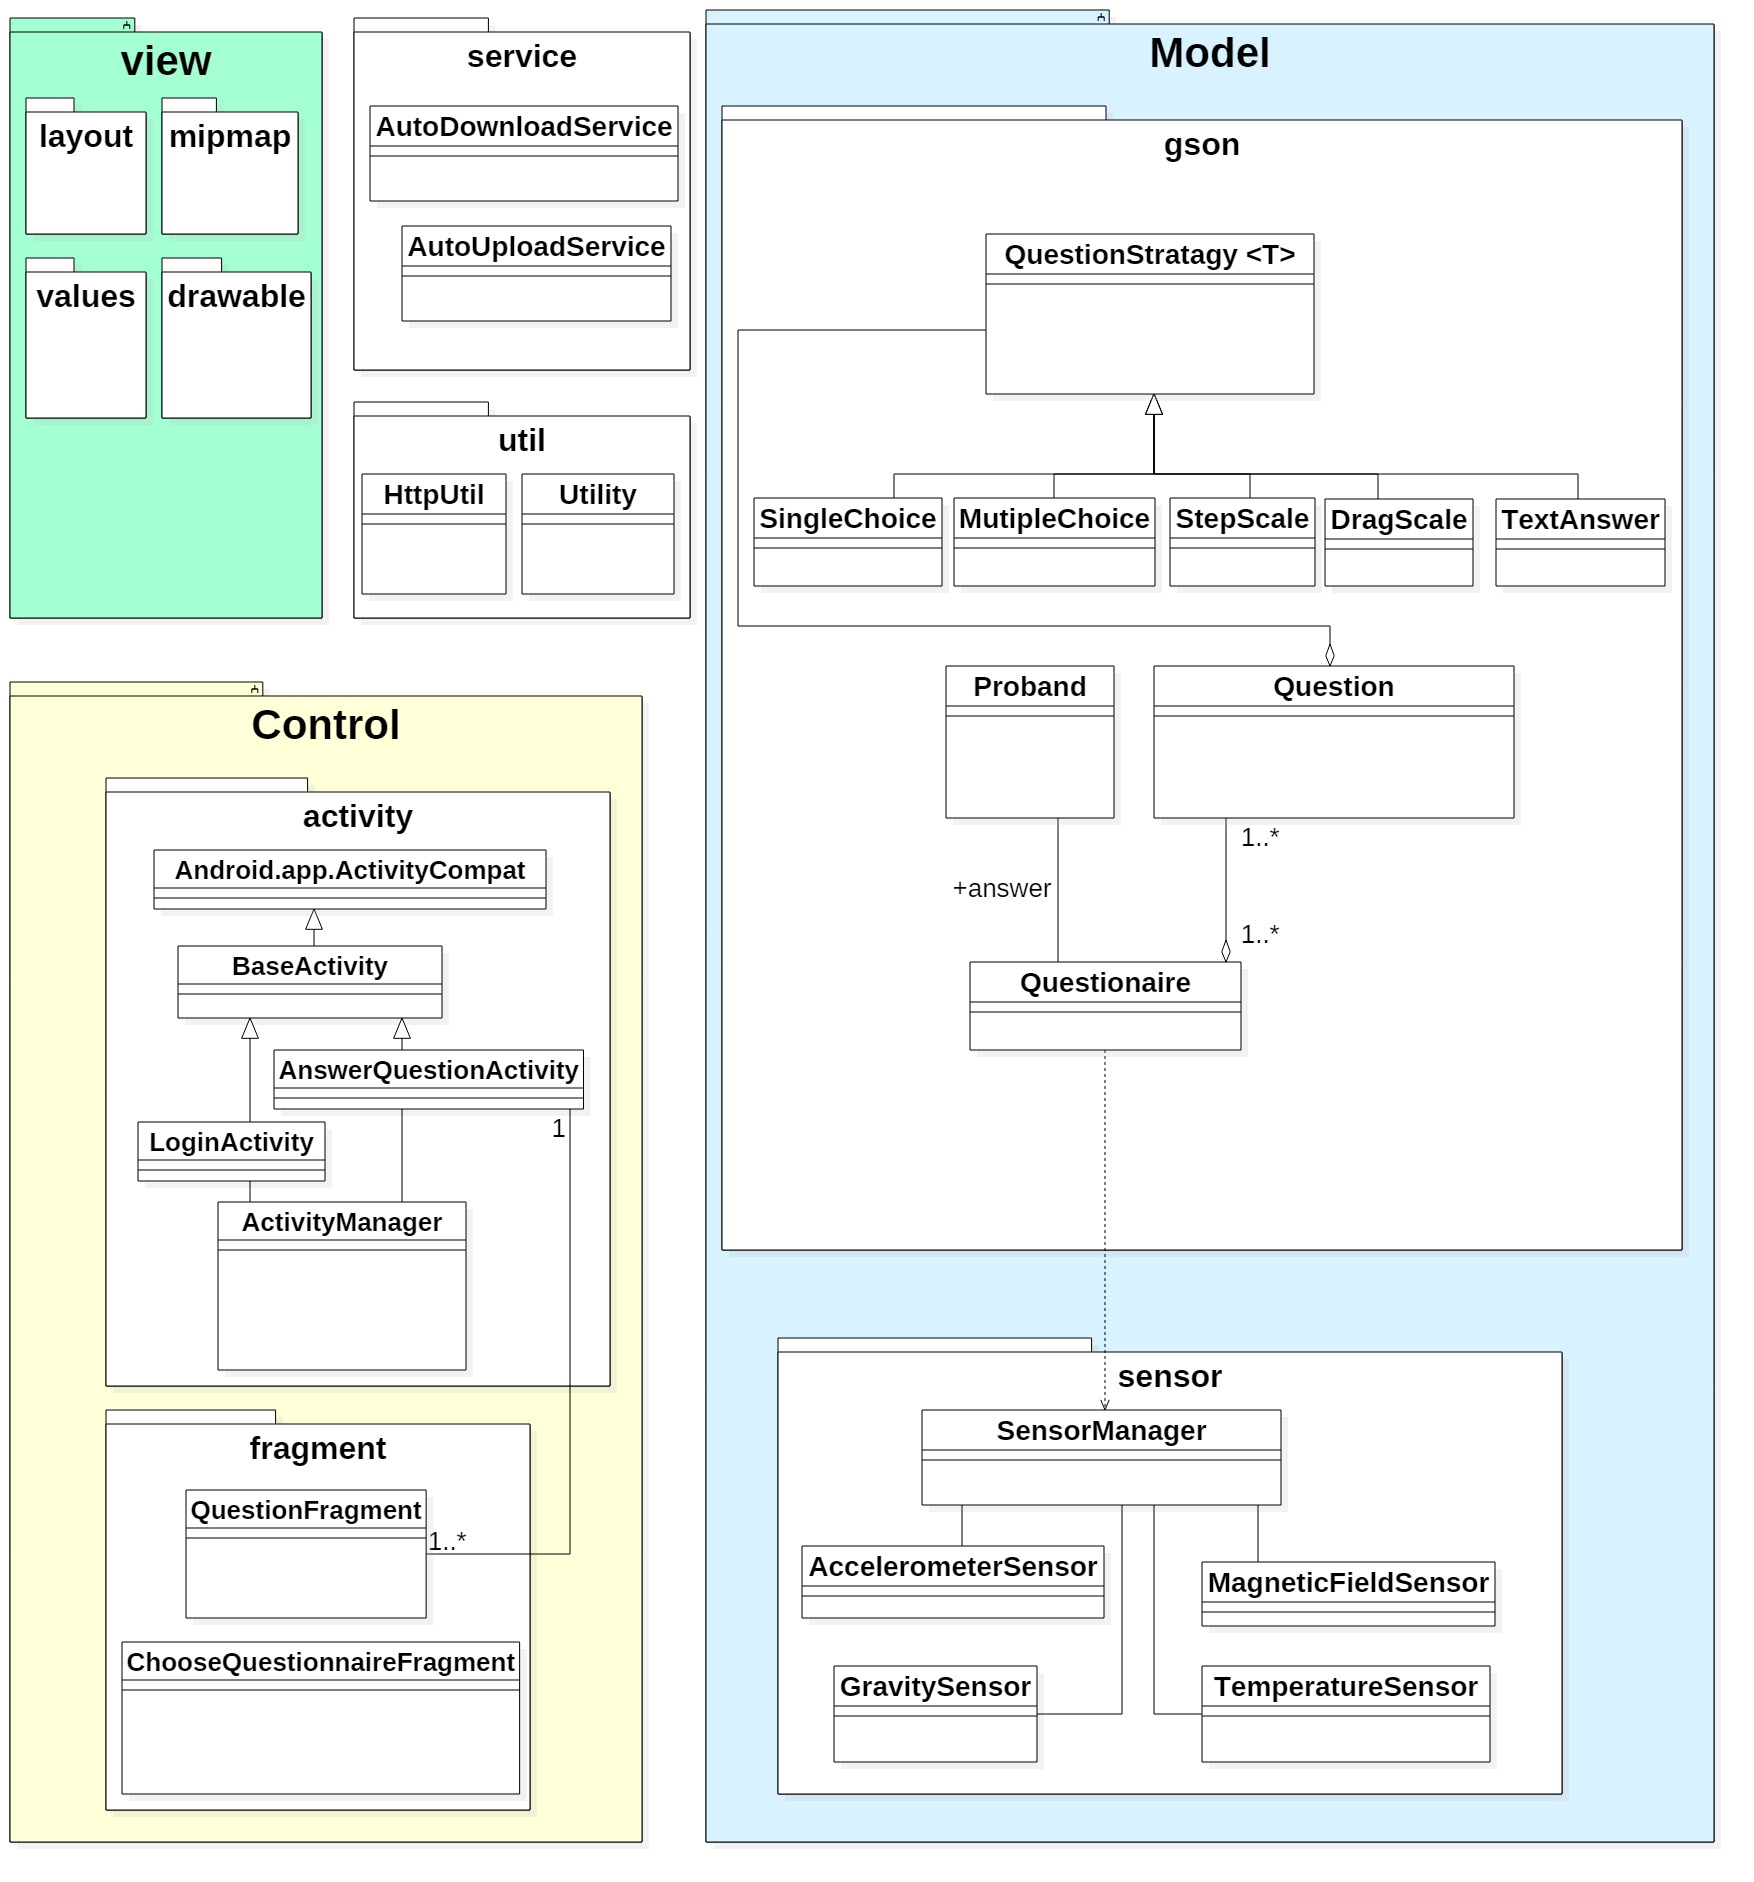 view
layout
mipmap
values
drawable
service
AutoDownloadService
AutoUploadService
util
HttpUtil
Utility
Control
activity
Android.app.ActivityCompat
BaseActivity
AnswerQuestionActivity
1
LoginActivity
ActivityManager
fragment
QuestionFragment
1..*
ChooseQuestionnaireFragment
Model
gson
QuestionStratagy <T>
SingleChoice
MutipleChoice
StepScale
DragScale
TextAnswer
Proband
Question
1..*
+answer
1..*
Questionaire
sensor
SensorManager
AccelerometerSensor
MagneticFieldSensor
GravitySensor
TemperatureSensor